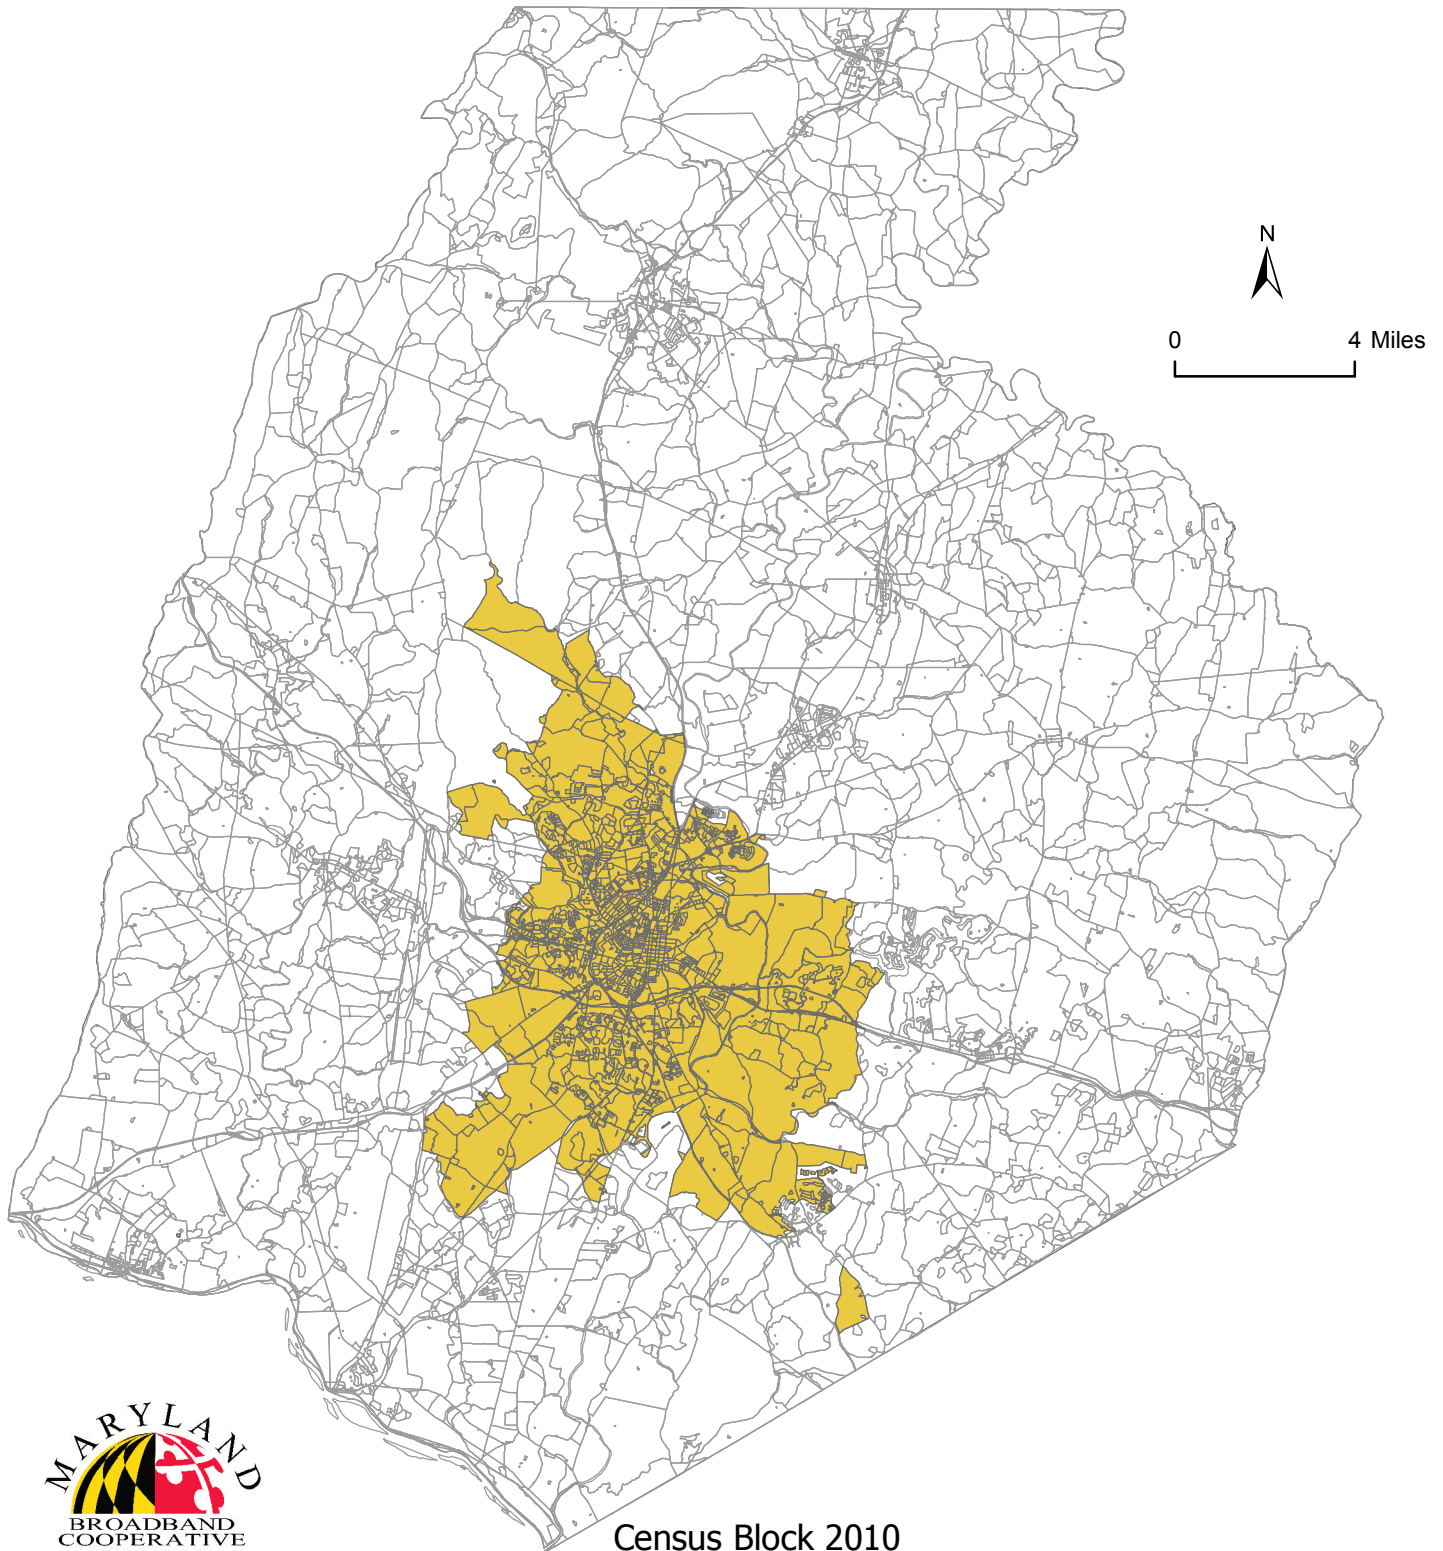 N
0 4 Miles
MARYLAND
BROADBAND
COOPERATIVE
Census Block 2010